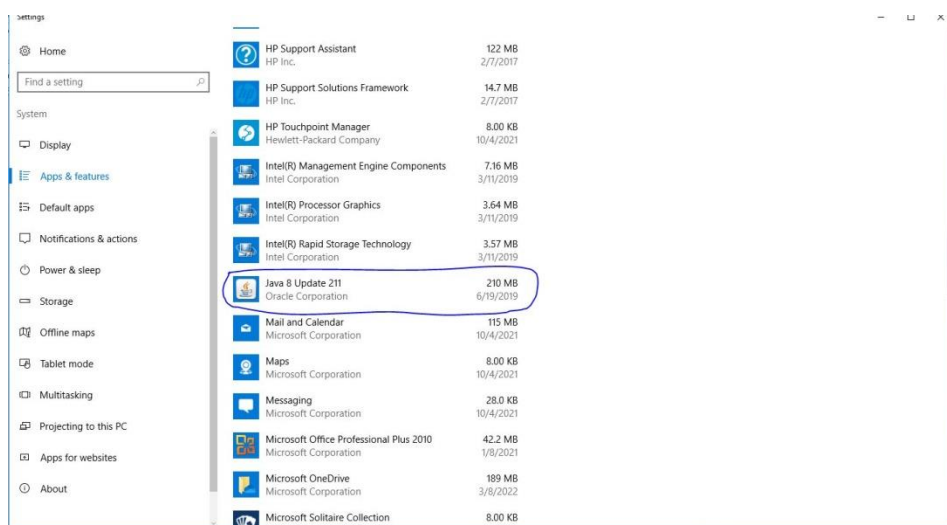 Settings
Home
Find a setting
System
Display
Apps & features
Default apps
Notifications & actions
Power & sleep
Storage
Offline maps
Tablet mode
Multitasking
Projecting to this PC
Apps for websites
About
HP Support Assistant 122 MB
HP Inc. 2/7/2017
HP Support Solutions Framework 14.7 MB
HP Inc. 2/7/2017
HP Touchpoint Manager 8.00 KB
Hewlett-Packard Company 10/4/2021
Intel(R) Management Engine Components 7.16 MB
Intel Corporation 3/11/2019
Intel(R) Processor Graphics 3.64 MB
Intel Corporation 3/11/2019
Intel(R) Rapid Storage Technology 3.57 MB
Intel Corporation 3/11/2019
Java 8 Update 211 210 MB
Oracle Corporation 6/19/2019
Mail and Calendar 115 MB
Microsoft Corporation 10/4/2021
Maps 8.00 KB
Microsoft Corporation 10/4/2021
Messaging 28.0 KB
Microsoft Corporation 10/4/2021
Microsoft Office Professional Plus 2010 42.2 MB
Microsoft Corporation 1/8/2021
Microsoft OneDrive 189 MB
Microsoft Corporation 3/8/2022
Microsoft Solitaire Collection 8.00 KB